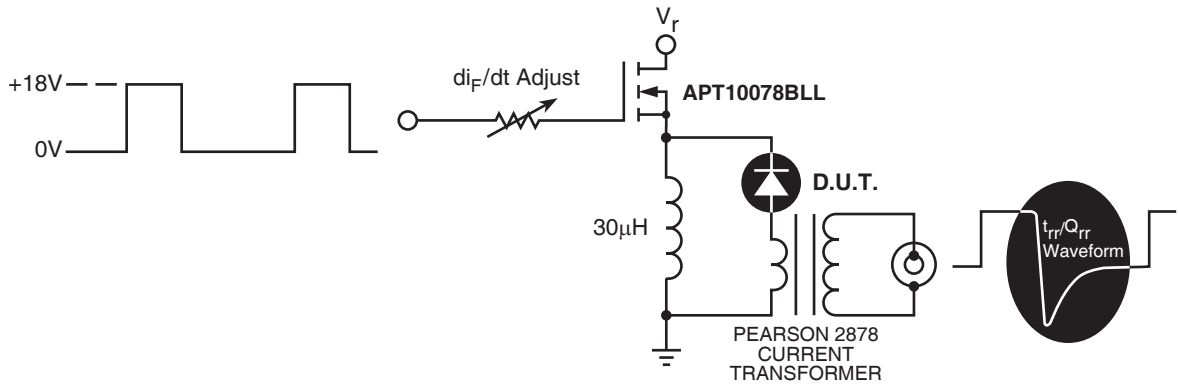 V_r
+18V
di_F/dt Adjust
APT10078BLL
0V
D.U.T.
30μH
t_rr/Q_rr
Waveform
PEARSON 2878
CURRENT
TRANSFORMER